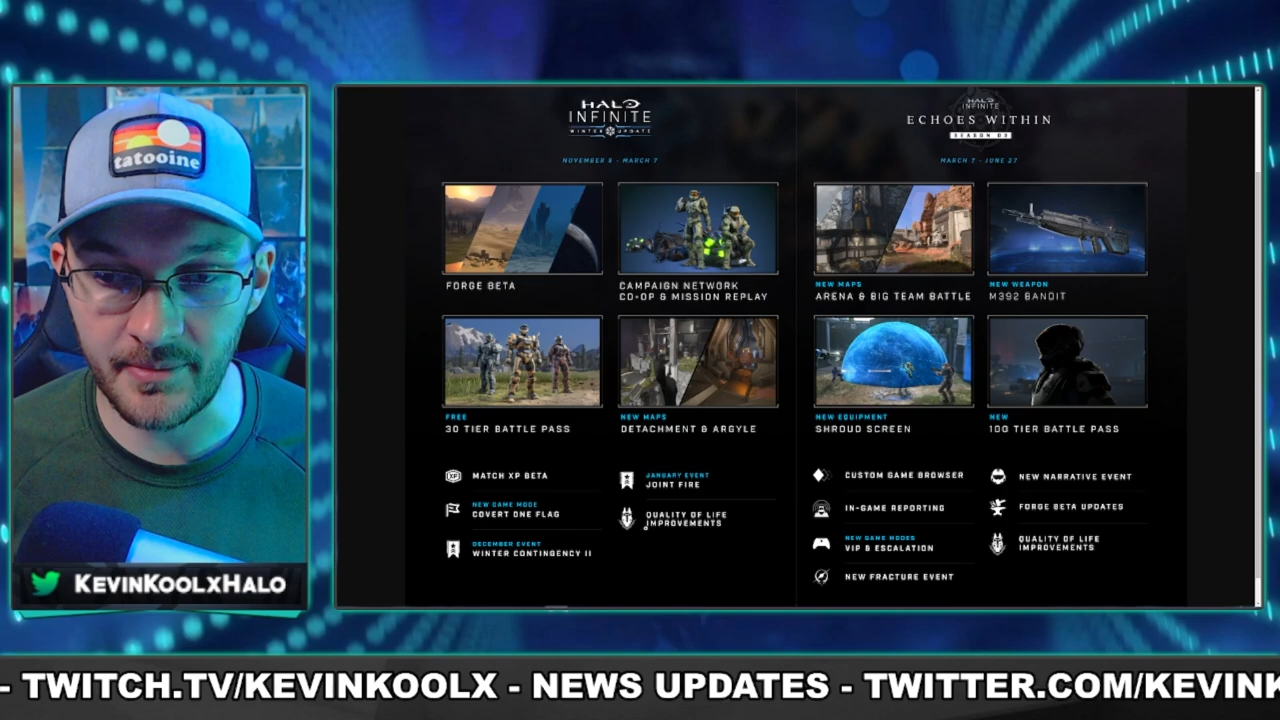 tatooine
KEVINKOOLXHALO
HALO
INFINITE
WINTER UPDATE
NOVEMBER 8 - MARCH 7
FORGE BETA
CAMPAIGN NETWORK
CO-OP & MISSION REPLAY
FREE
30 TIER BATTLE PASS
NEW MAPS
DETACHMENT & ARGYLE
XP
MATCH XP BETA
NEW GAME MODE
COVERT ONE FLAG
DECEMBER EVENT
WINTER CONTINGENCY II
JANUARY EVENT
JOINT FIRE
QUALITY OF LIFE
IMPROVEMENTS
HALO
INFINITE
ECHOES WITHIN
SEASON 03
MARCH 7 - JUNE 27
NEW MAPS
ARENA & BIG TEAM BATTLE
NEW WEAPON
M392 BANDIT
NEW EQUIPMENT
SHROUD SCREEN
NEW
100 TIER BATTLE PASS
CUSTOM GAME BROWSER
IN-GAME REPORTING
NEW GAME MODES
VIP & ESCALATION
NEW FRACTURE EVENT
NEW NARRATIVE EVENT
FORGE BETA UPDATES
QUALITY OF LIFE
IMPROVEMENTS
- TWITCH.TV/KEVINKOOLX - NEWS UPDATES - TWITTER.COM/KEVINK